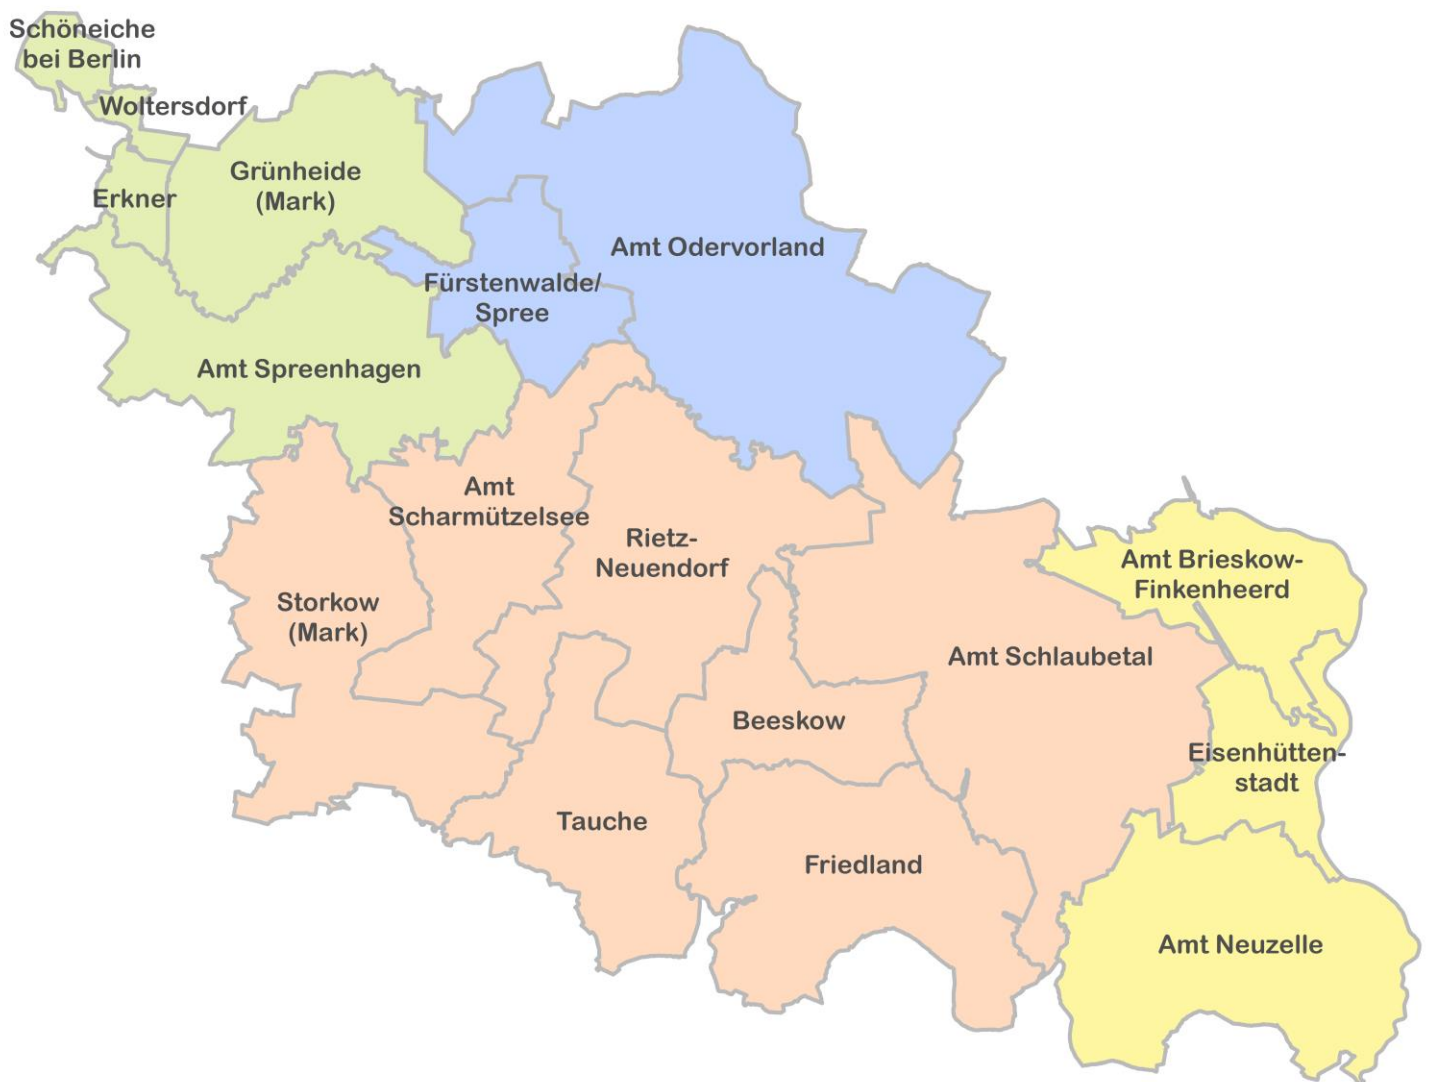 Schöneiche
bei Berlin
Woltersdorf
Grünheide
(Mark)
Erkner
Amt Odervorland
Fürstenwalde/
Spree
Amt Spreenhagen
Amt
Scharmützelsee
Rietz-
Neuendorf
Amt Brieskow-
Finkenheerd
Storkow
(Mark)
Amt Schlaubetal
Beeskow
Eisenhütten-
stadt
Tauche
Friedland
Amt Neuzelle